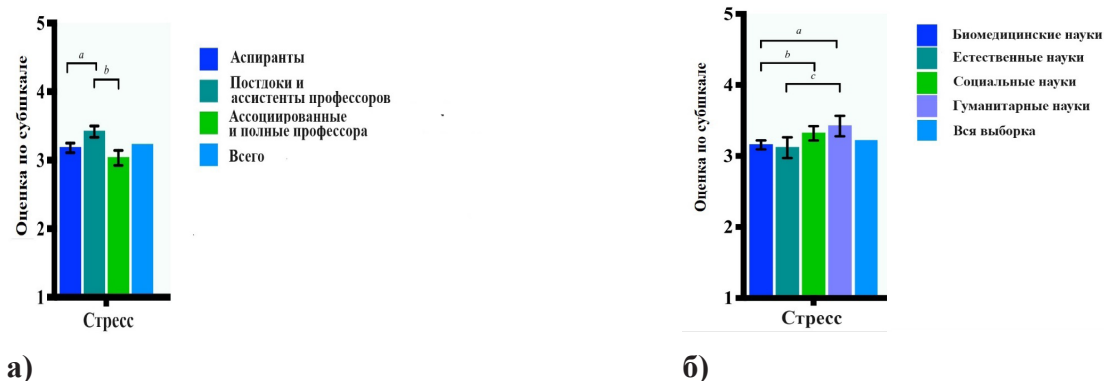 Оценка по субшкале
5
4
3
2
1
a
b
Стресс
Аспиранты
Постдоки и
ассистенты профессоров
Ассоциированные
и полные профессора
Всего
а)
Оценка по субшкале
5
4
3
2
1
a
b
c
Стресс
Биомедицинские науки
Естественные науки
Социальные науки
Гуманитарные науки
Вся выборка
б)